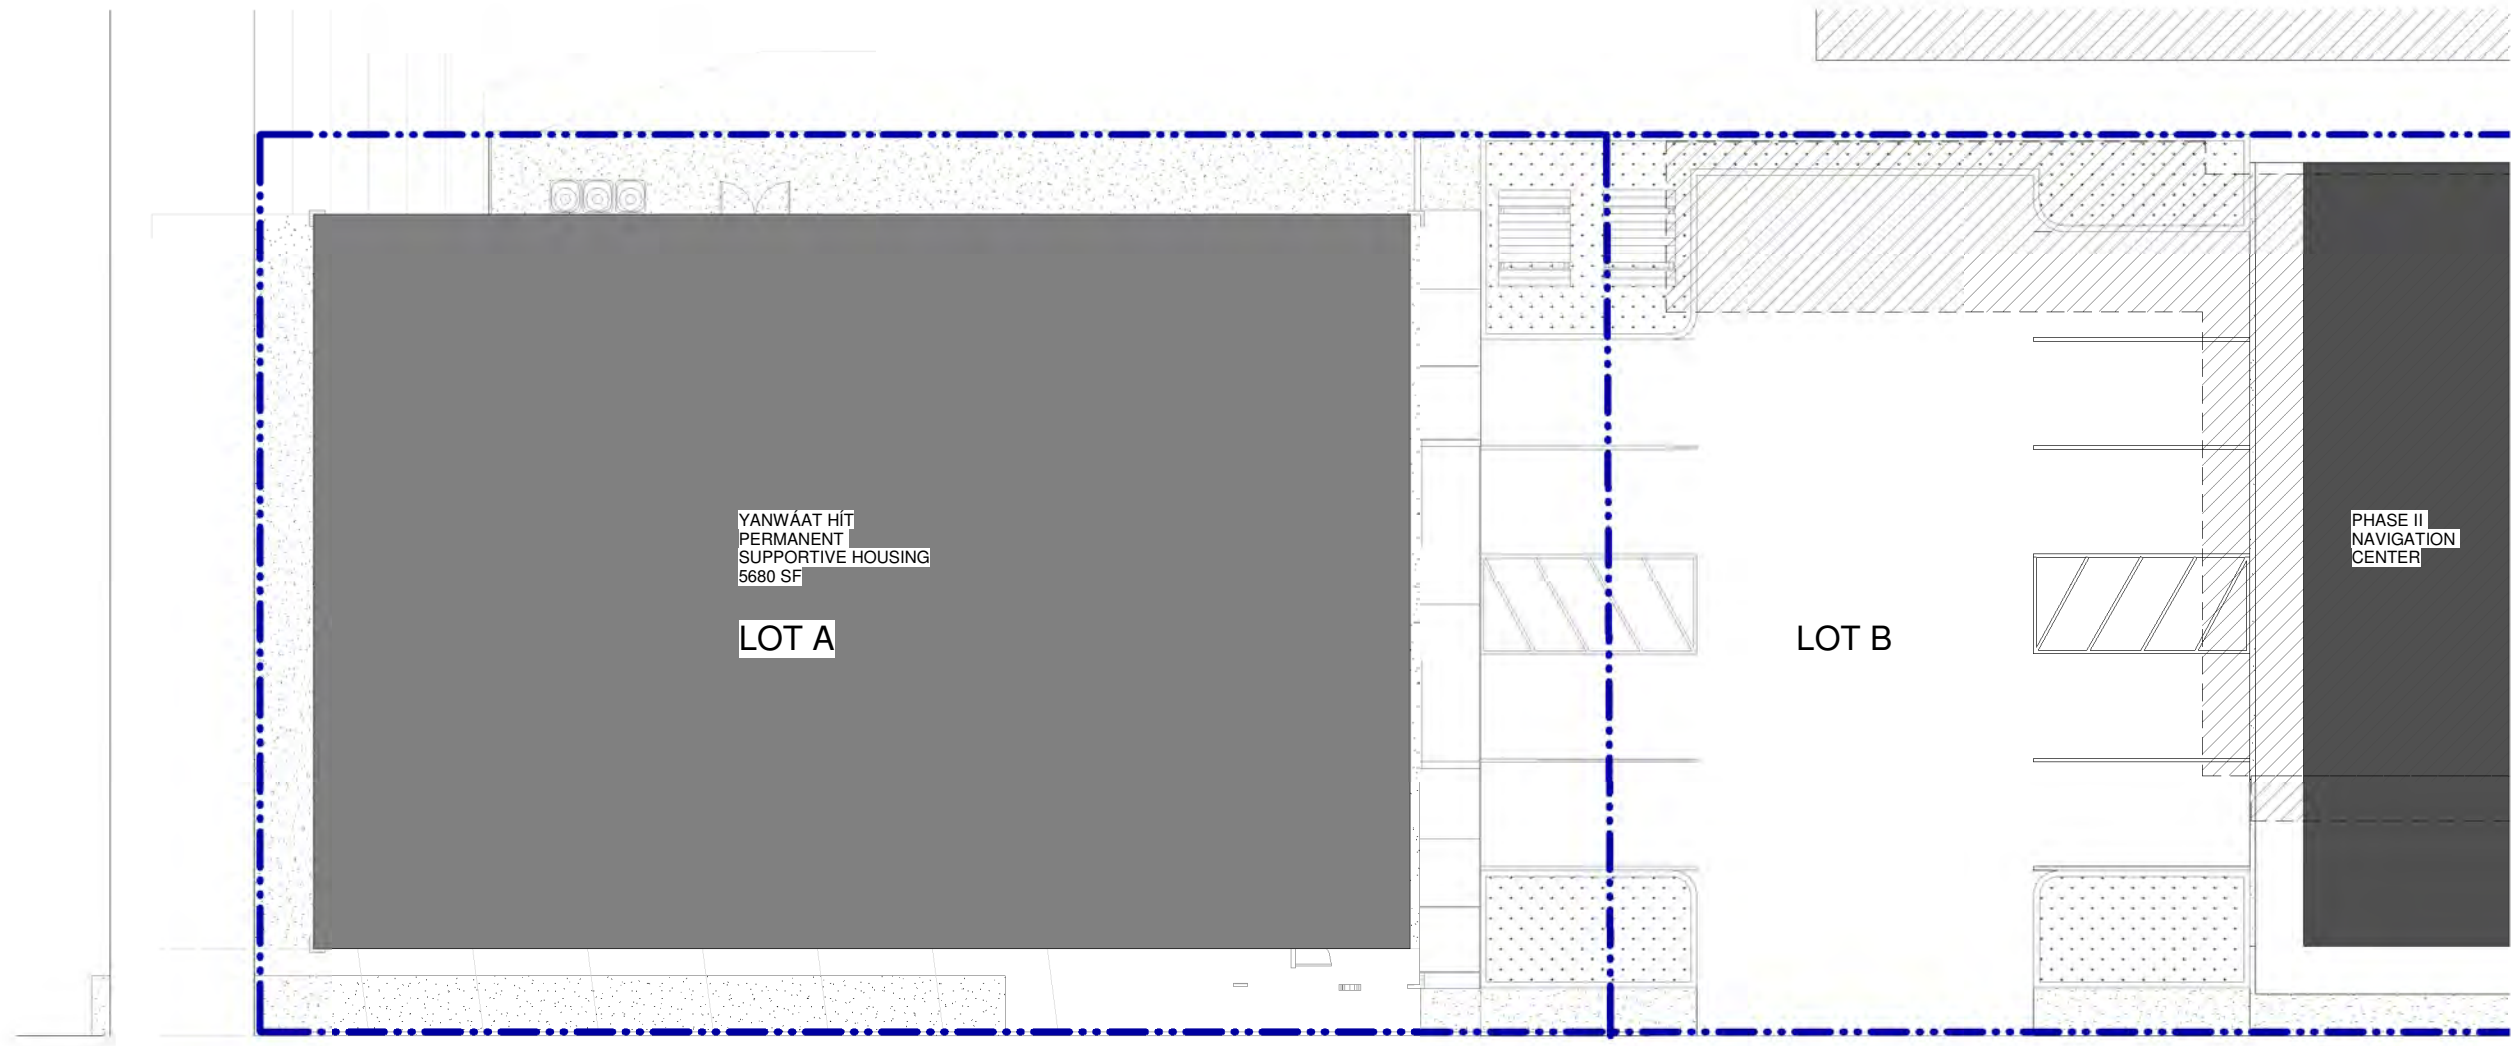 YANWÁAT HÍT
PERMANENT
SUPPORTIVE HOUSING
5680 SF
LOT A
LOT B
PHASE II
NAVIGATION
CENTER